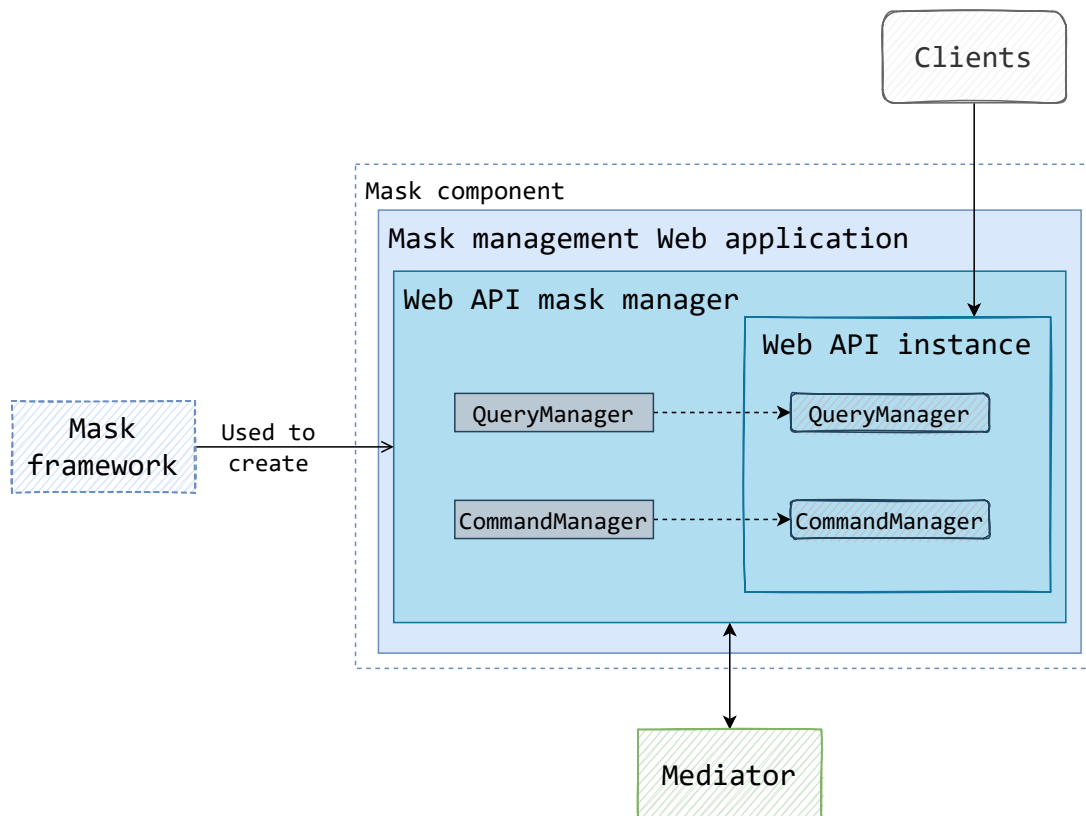 Clients
Mask component
Mask management Web application
Web API mask manager
Web API instance
QueryManager
QueryManager
Mask
framework
Used to
create
CommandManager
CommandManager
Mediator